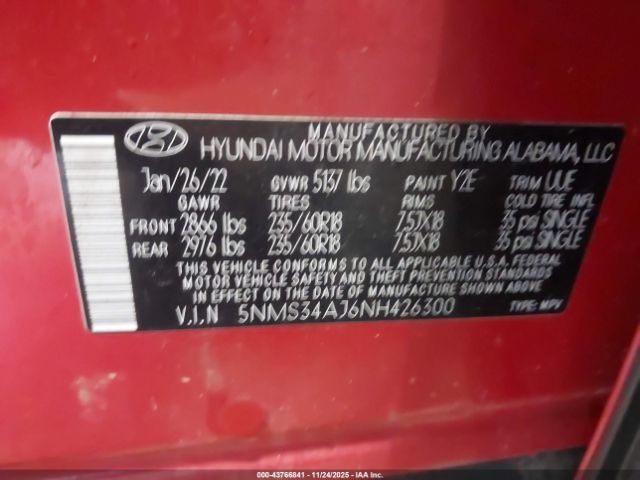 MANUFACTURED BY
HYUNDAI MOTOR MANUFACTURING ALABAMA, LLC
Jan/26/22 GVWR 5137 lbs PAINT Y2E TRIM UUE
GAWR TIRES RIMS COLD TIRE INFL
FRONT 2866 lbs 235/60R18 7.5JX18 35 psi SINGLE
REAR 2976 lbs 235/60R18 7.5JX18 35 psi SINGLE
THIS VEHICLE CONFORMS TO ALL APPLICABLE U.S.A. FEDERAL
MOTOR VEHICLE SAFETY AND THEFT PREVENTION STANDARDS
IN EFFECT ON THE DATE OF MANUFACTURE SHOWN ABOVE
V.I.N 5NMS34AJ6NH426300 TYPE: MPV
000-43766841 - 11/24/2025 - IAA Inc.